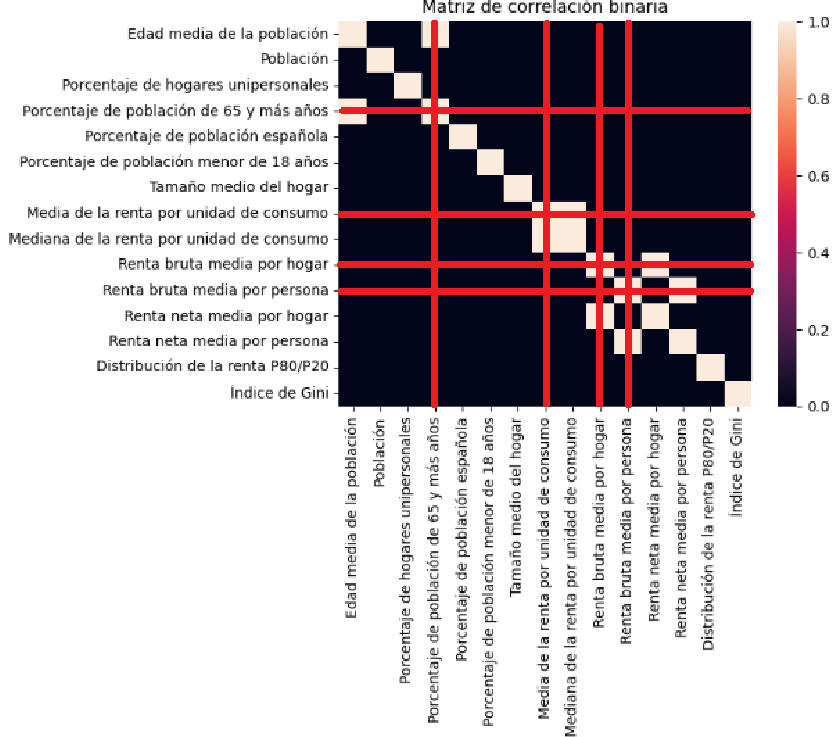 Matriz de correlación binaria
Edad media de la población
Población
Porcentaje de hogares unipersonales
Porcentaje de población de 65 y más años
Porcentaje de población española
Porcentaje de población menor de 18 años
Tamaño medio del hogar
Media de la renta por unidad de consumo
Mediana de la renta por unidad de consumo
Renta bruta media por hogar
Renta bruta media por persona
Renta neta media por hogar
Renta neta media por persona
Distribución de la renta P80/P20
Índice de Gini
1.0
0.8
0.6
0.4
0.2
0.0
Edad media de la población
Población
Porcentaje de hogares unipersonales
Porcentaje de población de 65 y más años
Porcentaje de población española
Porcentaje de población menor de 18 años
Tamaño medio del hogar
Media de la renta por unidad de consumo
Mediana de la renta por unidad de consumo
Renta bruta media por hogar
Renta bruta media por persona
Renta neta media por hogar
Renta neta media por persona
Distribución de la renta P80/P20
Índice de Gini